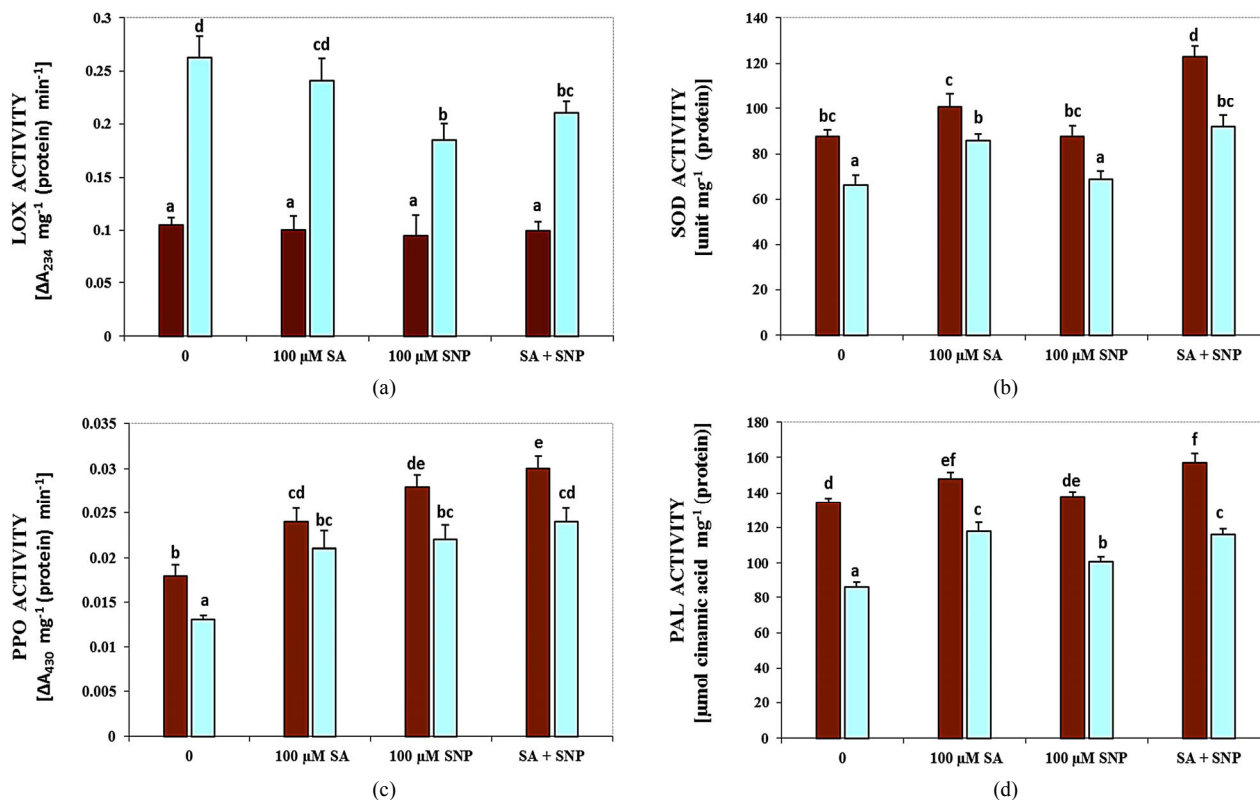 LOX ACTIVITY
[ΔA₂₃₄ mg⁻¹ (protein) min⁻¹]
0.3
0.25
0.2
0.15
0.1
0.05
0
d
cd
b
bc
a
a
a
a
0
100 μM SA
100 μM SNP
SA + SNP
(a)
SOD ACTIVITY
[unit mg⁻¹ (protein)]
140
120
100
80
60
40
20
0
bc
a
c
b
bc
a
d
bc
0
100 μM SA
100 μM SNP
SA + SNP
(b)
PPO ACTIVITY
[ΔA₄₃₀ mg⁻¹ (protein) min⁻¹]
0.035
0.03
0.025
0.02
0.015
0.01
0.005
0
b
a
cd
bc
de
bc
e
cd
0
100 μM SA
100 μM SNP
SA + SNP
(c)
PAL ACTIVITY
[μmol cinamic acid mg⁻¹ (protein)]
180
160
140
120
100
80
60
40
20
0
d
a
ef
c
de
b
f
c
0
100 μM SA
100 μM SNP
SA + SNP
(d)